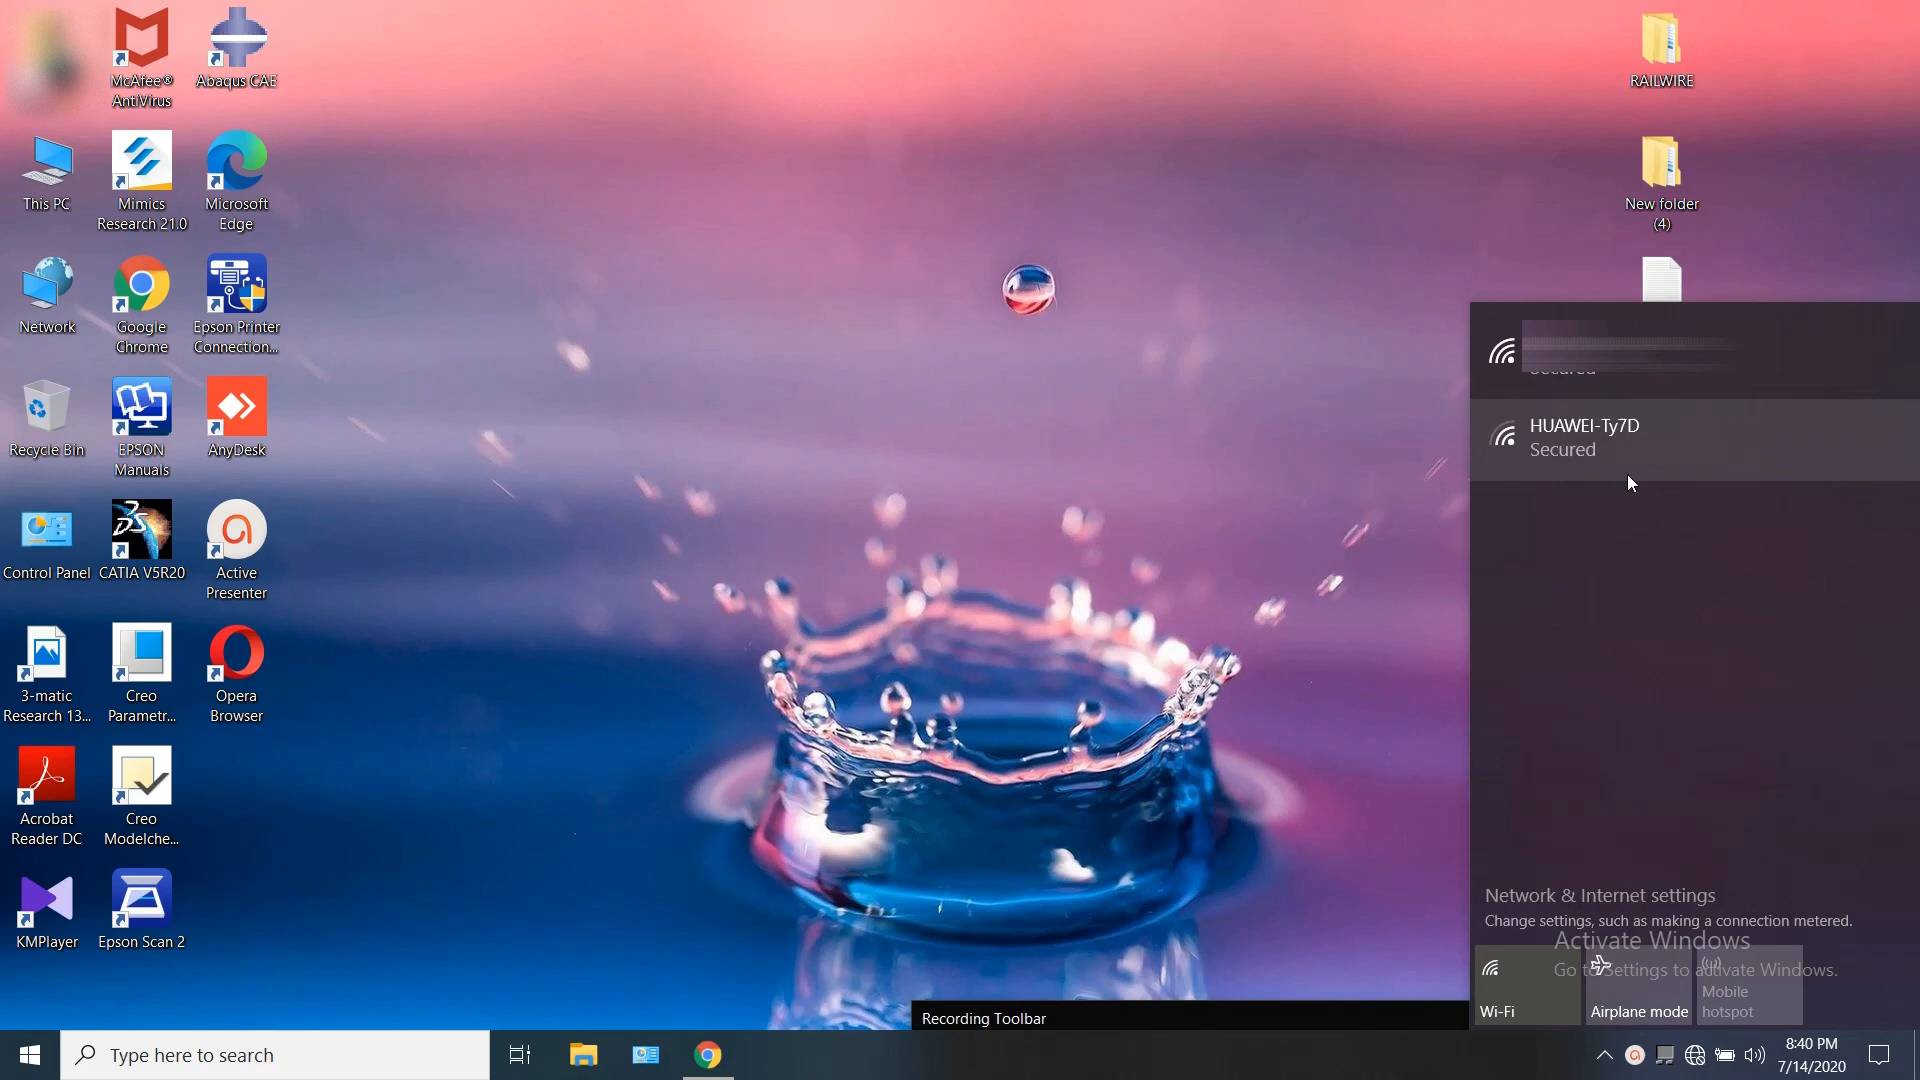 McAfee®
AntiVirus
Abaqus CAE
This PC
Mimics
Research 21.0
Microsoft
Edge
Network
Google
Chrome
Epson Printer
Connection...
Recycle Bin
EPSON
Manuals
AnyDesk
Control Panel
CATIA V5R20
Active
Presenter
3-matic
Research 13...
Creo
Parametr...
Opera
Browser
Acrobat
Reader DC
Creo
Modelche...
KMPlayer
Epson Scan 2
RAILWIRE
New folder
(4)
Secured
HUAWEI-Ty7D
Secured
Network & Internet settings
Change settings, such as making a connection metered.
Activate Windows
Go to Settings to activate Windows.
Wi-Fi
Airplane mode
Mobile
hotspot
Recording Toolbar
Type here to search
8:40 PM
7/14/2020